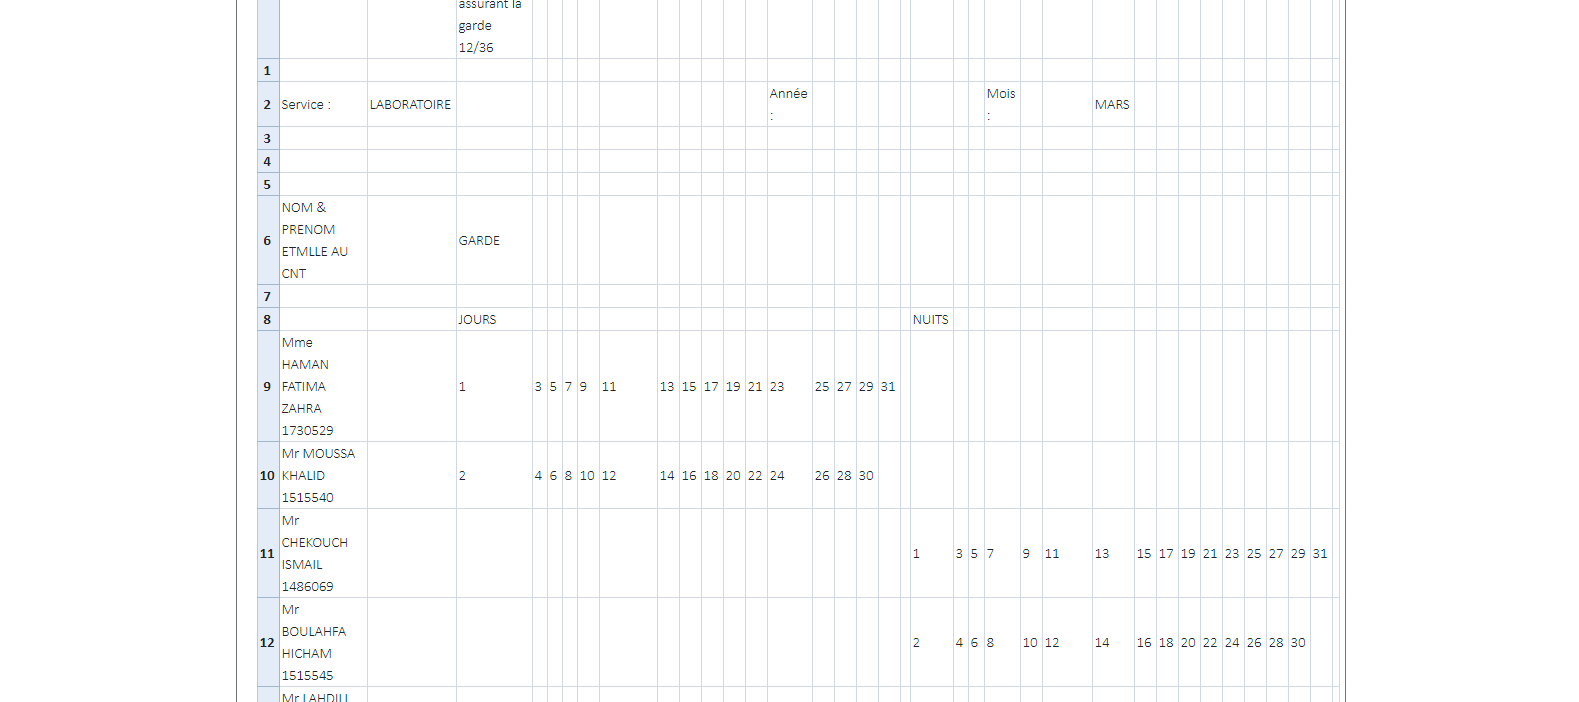 assurant la
garde
12/36
1
2 Service : LABORATOIRE Année : Mois : MARS
3
4
5
6 NOM &
PRENOM
ETMLLE AU
CNT
GARDE
7
8 JOURS NUITS
9 Mme
HAMAN
FATIMA
ZAHRA
1730529
1 3 5 7 9 11 13 15 17 19 21 23 25 27 29 31
10 Mr MOUSSA
KHALID
1515540
2 4 6 8 10 12 14 16 18 20 22 24 26 28 30
11 Mr
CHEKOUCH
ISMAIL
1486069
1 3 5 7 9 11 13 15 17 19 21 23 25 27 29 31
12 Mr
BOULAHFA
HICHAM
1515545
2 4 6 8 10 12 14 16 18 20 22 24 26 28 30
Mr LAHDILI